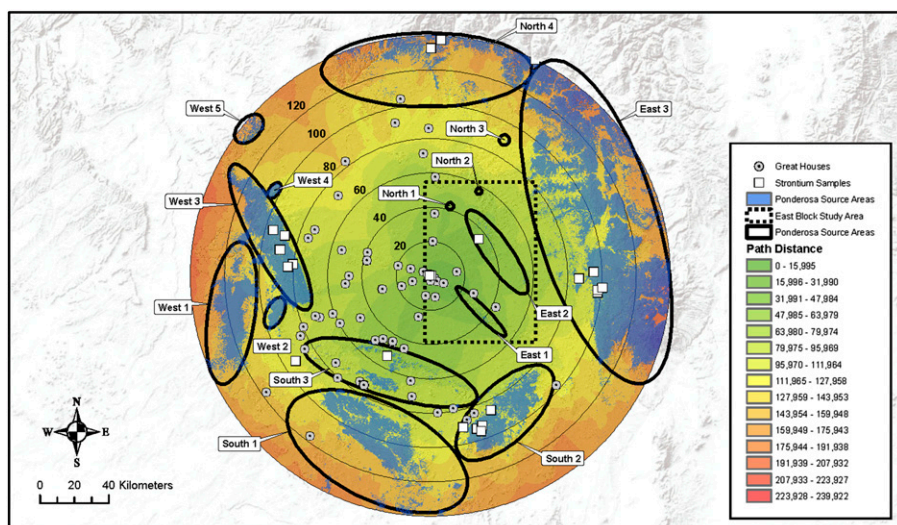 North 4
East 3
West 5
120
100
North 3
80
North 2
West 4
60
North 1
West 3
40
20
West 1
West 2
East 2
East 1
South 3
South 1
South 2
N
W
E
S
0 20 40 Kilometers
Great Houses
Strontium Samples
Ponderosa Source Areas
East Block Study Area
Ponderosa Source Areas
Path Distance
0 - 15,995
15,996 - 31,990
31,991 - 47,984
47,985 - 63,979
63,980 - 79,974
79,975 - 95,969
95,970 - 111,964
111,965 - 127,958
127,959 - 143,953
143,954 - 159,948
159,949 - 175,943
175,944 - 191,938
191,939 - 207,932
207,933 - 223,927
223,928 - 239,922